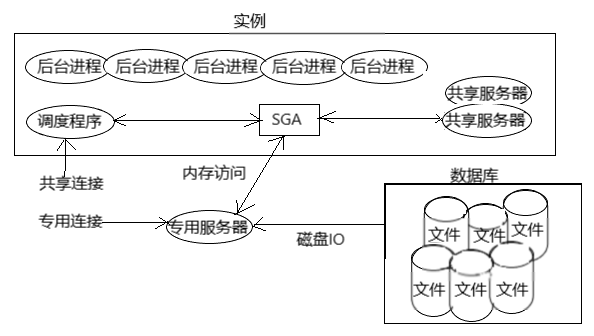 实例
后台进程 后台进程 后台进程 后台进程 后台进程
共享服务器
调度程序 SGA 共享服务器
共享连接 内存访问 数据库
专用连接 专用服务器 磁盘IO
文件 文件 文件
文件 文件 文件